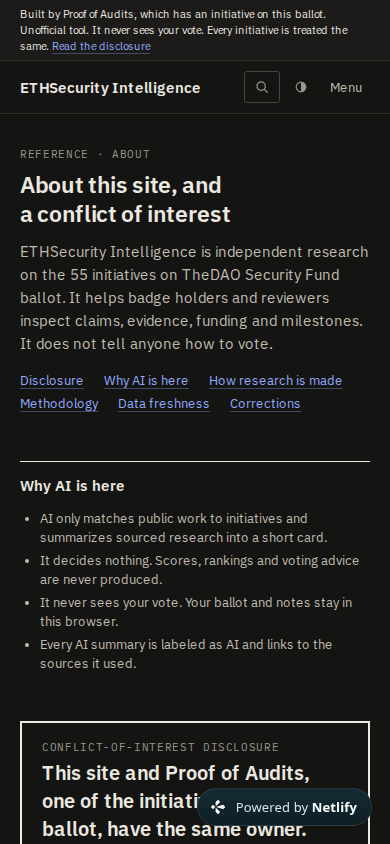 Built by Proof of Audits, which has an initiative on this ballot.
Unofficial tool. It never sees your vote. Every initiative is treated the
same. Read the disclosure
ETHSecurity Intelligence
Menu
REFERENCE · ABOUT
About this site, and
a conflict of interest
ETHSecurity Intelligence is independent research
on the 55 initiatives on TheDAO Security Fund
ballot. It helps badge holders and reviewers
inspect claims, evidence, funding and milestones.
It does not tell anyone how to vote.
Disclosure Why AI is here How research is made
Methodology Data freshness Corrections
Why AI is here
• AI only matches public work to initiatives and
summarizes sourced research into a short card.
• It decides nothing. Scores, rankings and voting advice
are never produced.
• It never sees your vote. Your ballot and notes stay in
this browser.
• Every AI summary is labeled as AI and links to the
sources it used.
CONFLICT-OF-INTEREST DISCLOSURE
This site and Proof of Audits,
one of the
ballot, have the same owner.
Powered by Netlify